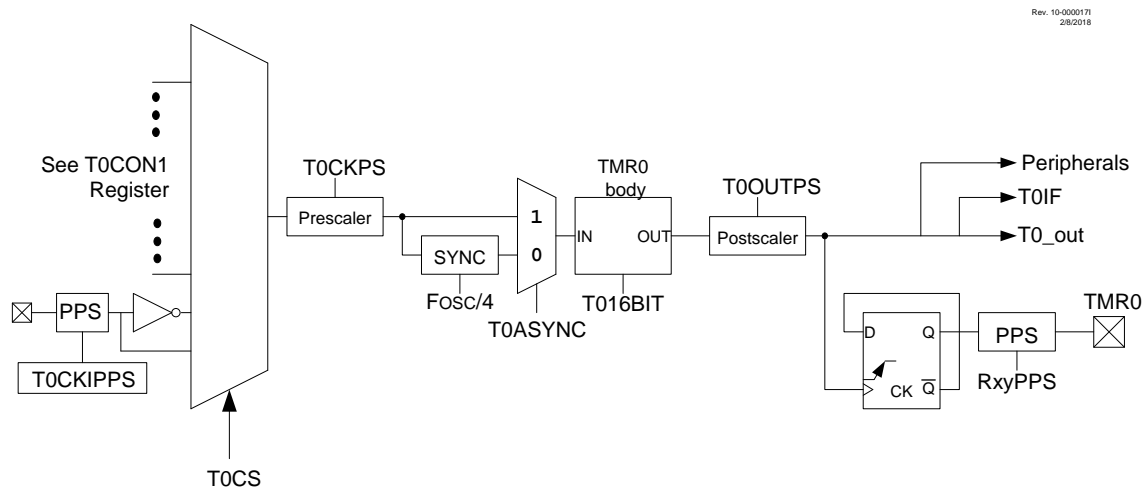 Rev. 10-000017I
2/8/2018
See T0CON1
Register
T0CKPS
Prescaler
SYNC
FOSC/4
1
0
T0ASYNC
TMR0
body
IN
OUT
T016BIT
T0OUTPS
Postscaler
Peripherals
T0IF
T0_out
PPS
T0CKIPPS
T0CS
D
Q
CK
Q
PPS
RxyPPS
TMR0